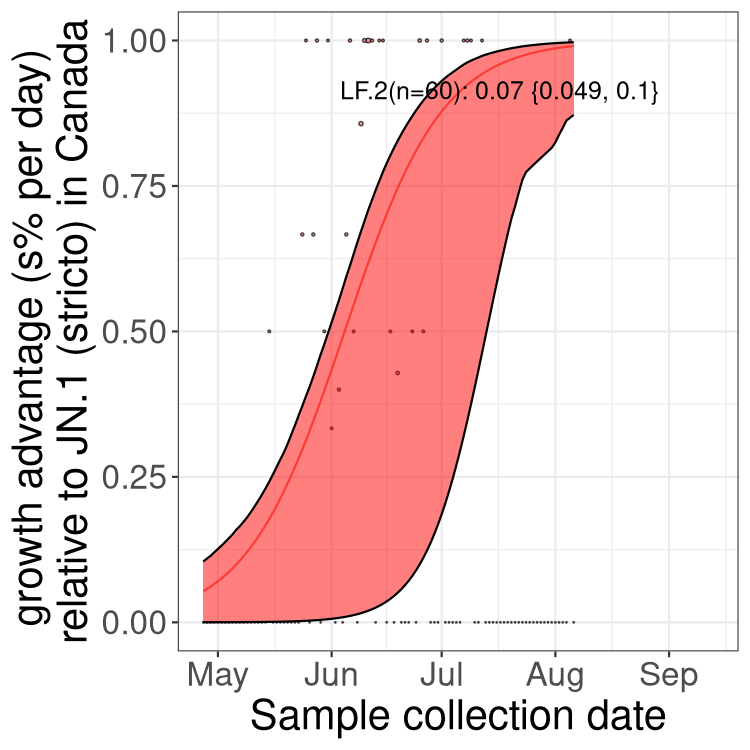 growth advantage (s% per day)
relative to JN.1 (stricto) in Canada
1.00
0.75
0.50
0.25
0.00
LF.2(n=60): 0.07 {0.049, 0.1}
May Jun Jul Aug Sep
Sample collection date